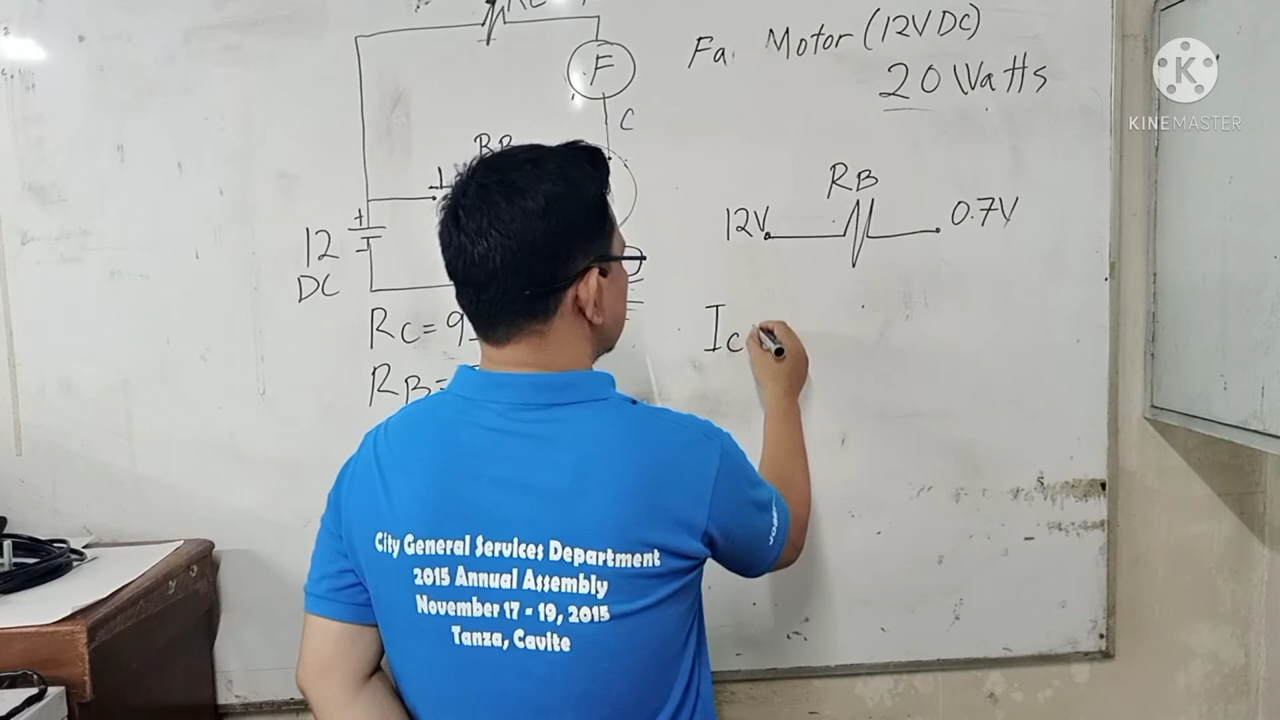 Fa Motor (12VDC)
20 Watts
F
C
RB
RB
12V
0.7V
+
12
DC
Ic
RC = 9
RB =
KINEMASTER
City General Services Department
2015 Annual Assembly
November 17 - 19, 2015
Tanza, Cavite